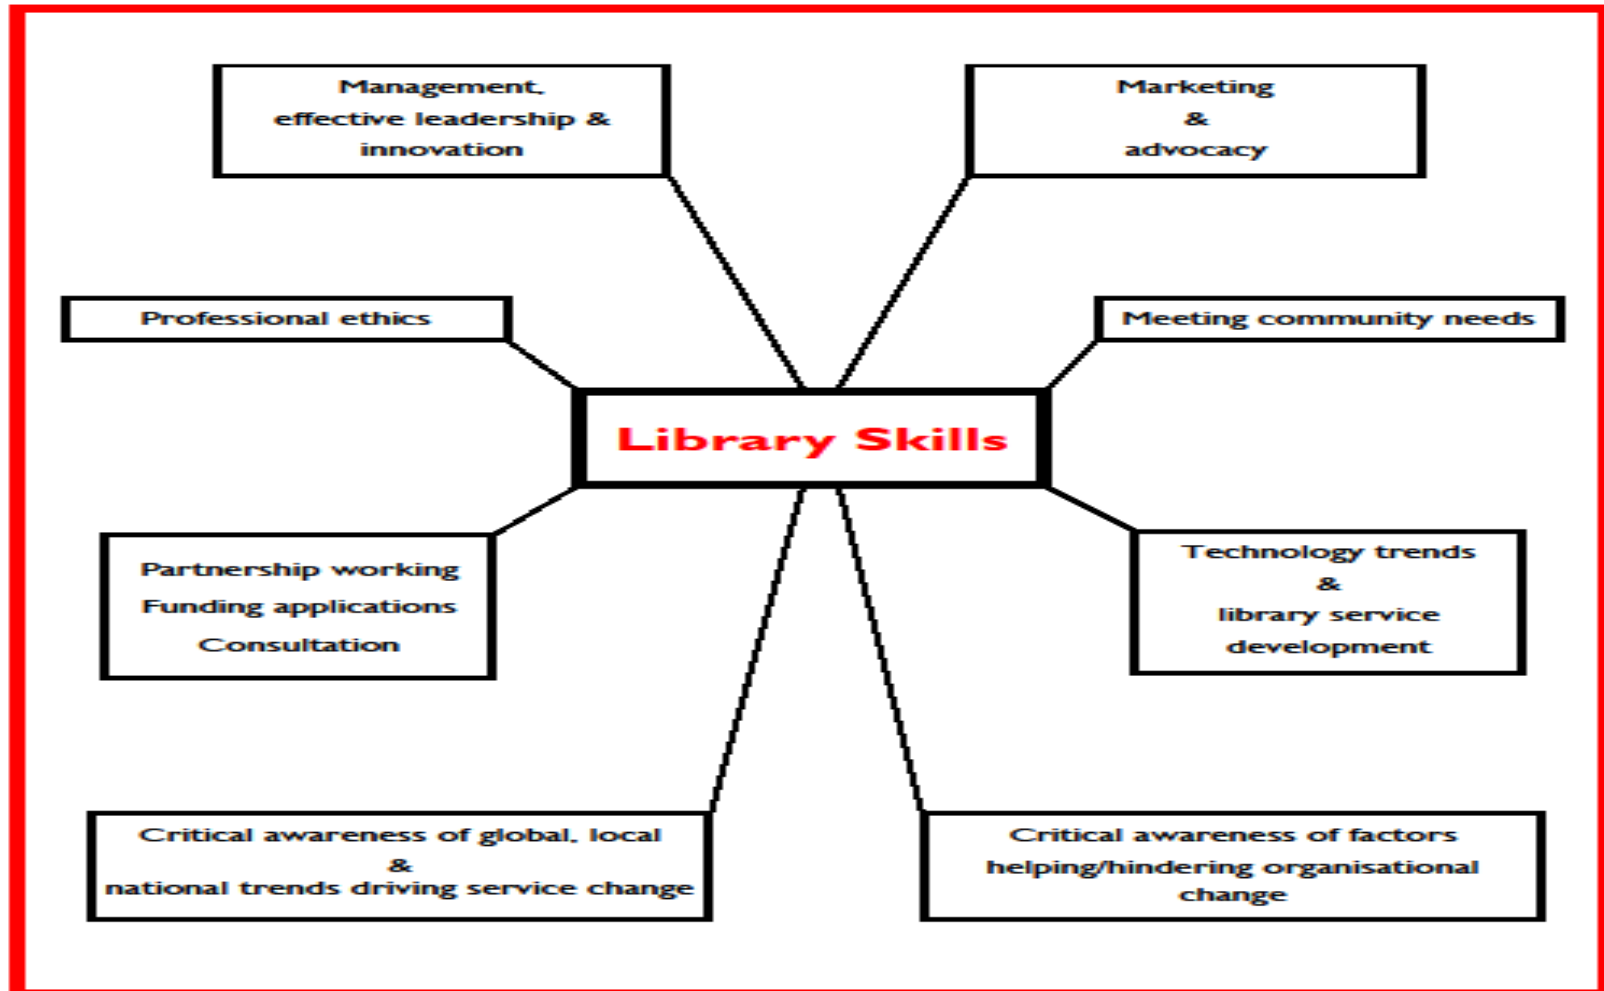 Management,
effective leadership &
innovation
Marketing
&
advocacy
Professional ethics
Meeting community needs
Library Skills
Partnership working
Funding applications
Consultation
Technology trends
&
library service
development
Critical awareness of global, local
&
national trends driving service change
Critical awareness of factors
helping/hindering organisational
change